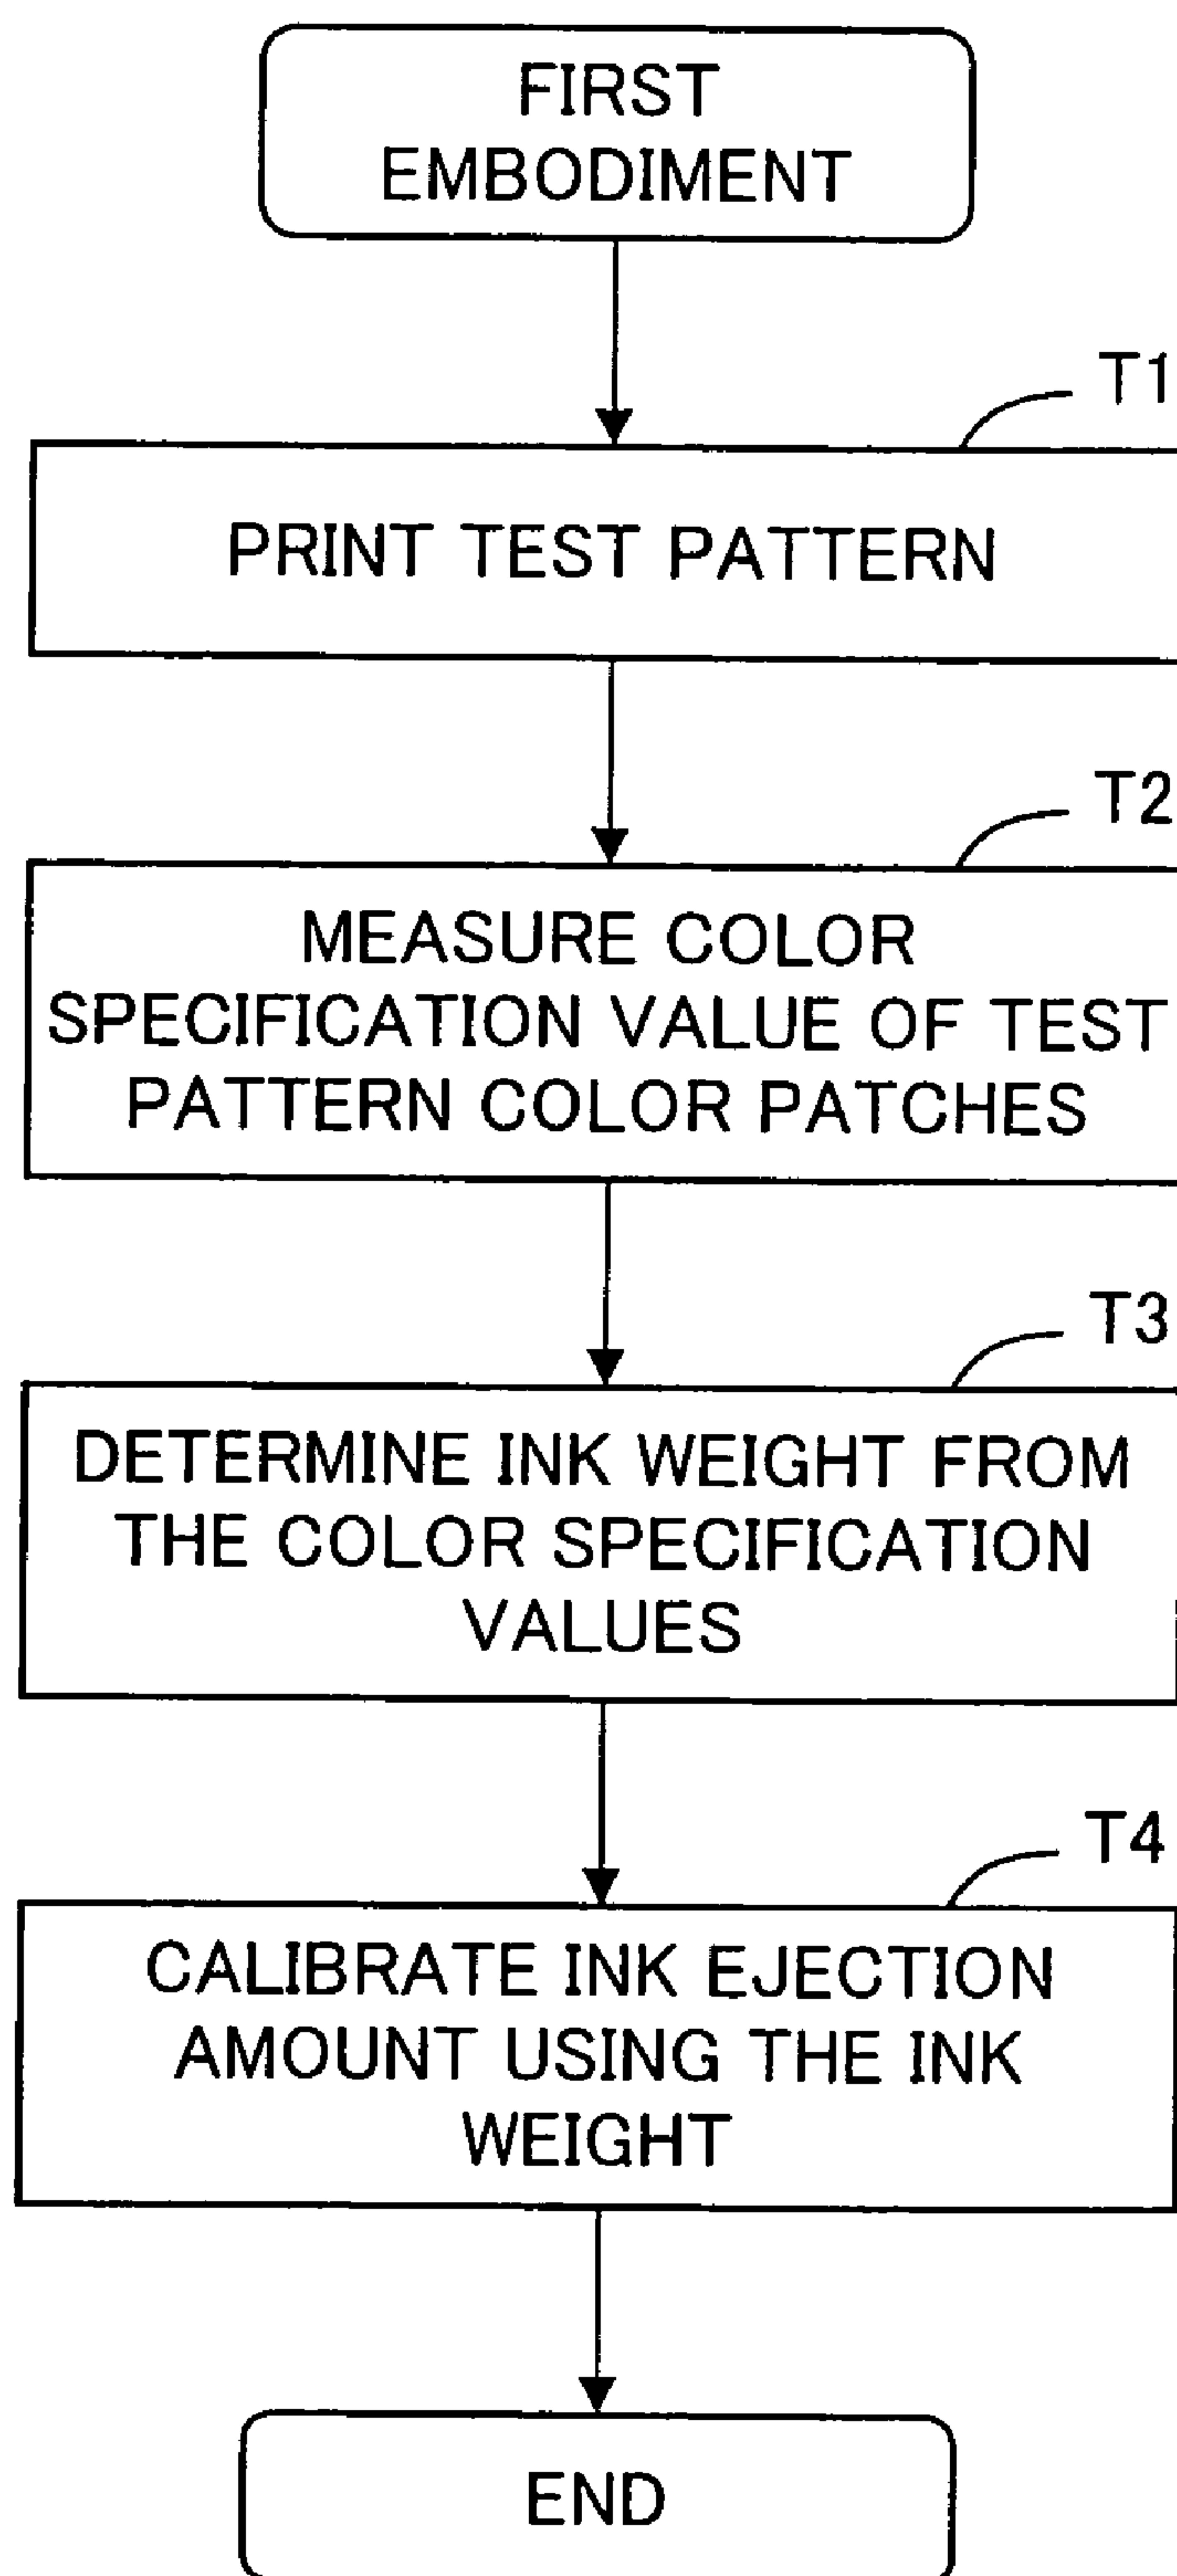 FIRST
EMBODIMENT
T1
PRINT TEST PATTERN
T2
MEASURE COLOR
SPECIFICATION VALUE OF TEST
PATTERN COLOR PATCHES
T3
DETERMINE INK WEIGHT FROM
THE COLOR SPECIFICATION
VALUES
T4
CALIBRATE INK EJECTION
AMOUNT USING THE INK
WEIGHT
END